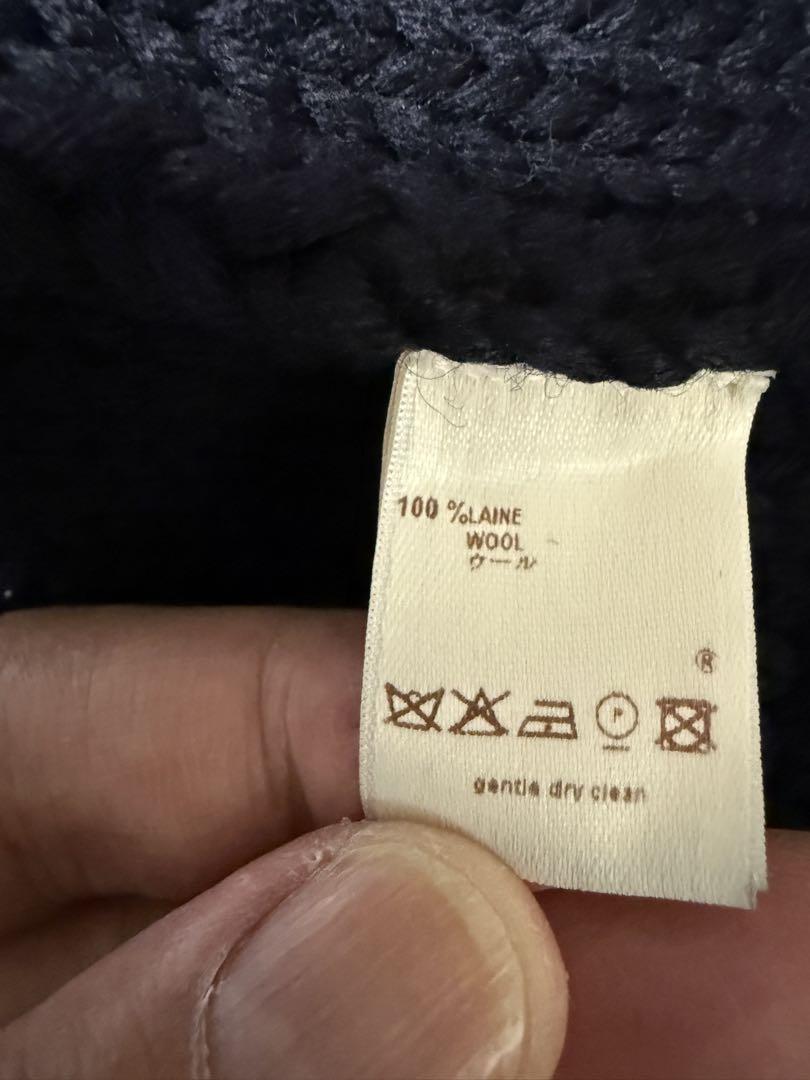 100 %LAINE
WOOL
ウール
®
P
gentle dry clean